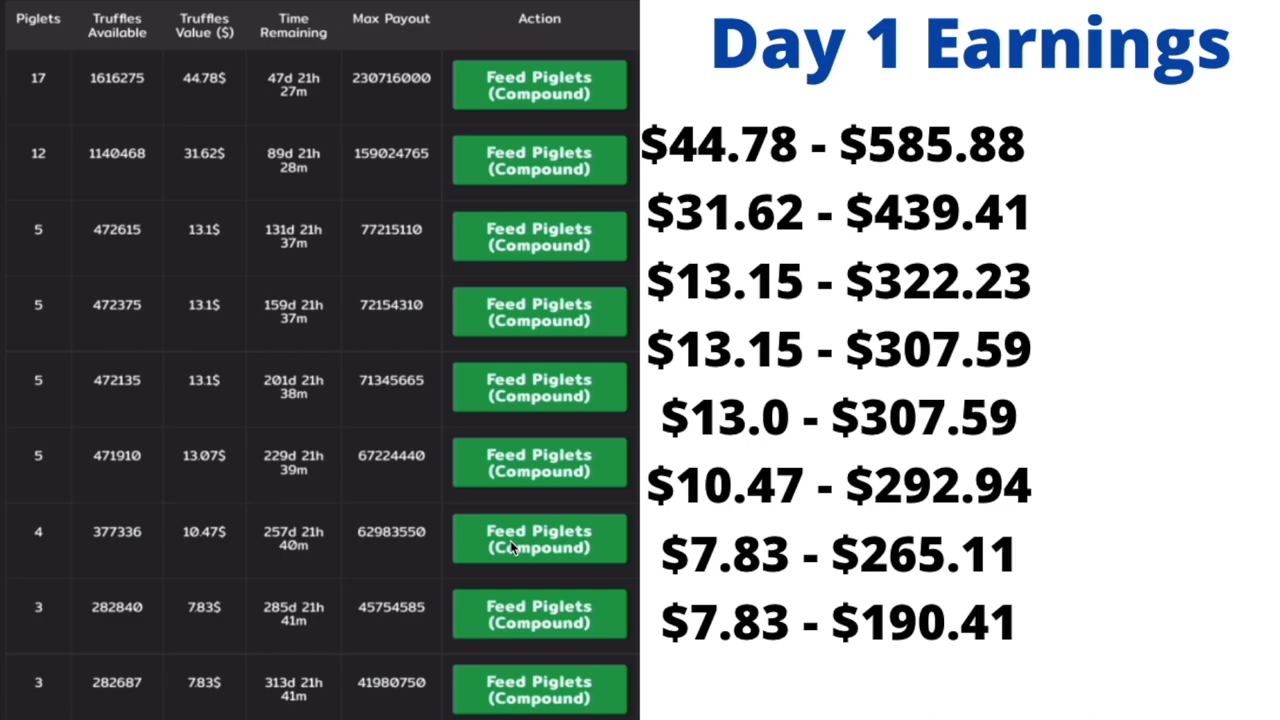 Piglets Truffles Available Truffles Value ($) Time Remaining Max Payout Action
17 1616275 44.78$ 47d 21h 27m 230716000 Feed Piglets (Compound)
12 1140468 31.62$ 89d 21h 28m 159024765 Feed Piglets (Compound)
5 472615 13.1$ 131d 21h 37m 77215110 Feed Piglets (Compound)
5 472375 13.1$ 159d 21h 37m 72154310 Feed Piglets (Compound)
5 472135 13.1$ 201d 21h 38m 71345665 Feed Piglets (Compound)
5 471910 13.07$ 229d 21h 39m 67224440 Feed Piglets (Compound)
4 377336 10.47$ 257d 21h 40m 62983550 Feed Piglets (Compound)
3 282840 7.83$ 285d 21h 41m 45754585 Feed Piglets (Compound)
3 282687 7.83$ 313d 21h 41m 41980750 Feed Piglets (Compound)
Day 1 Earnings
$44.78 - $585.88
$31.62 - $439.41
$13.15 - $322.23
$13.15 - $307.59
$13.0 - $307.59
$10.47 - $292.94
$7.83 - $265.11
$7.83 - $190.41